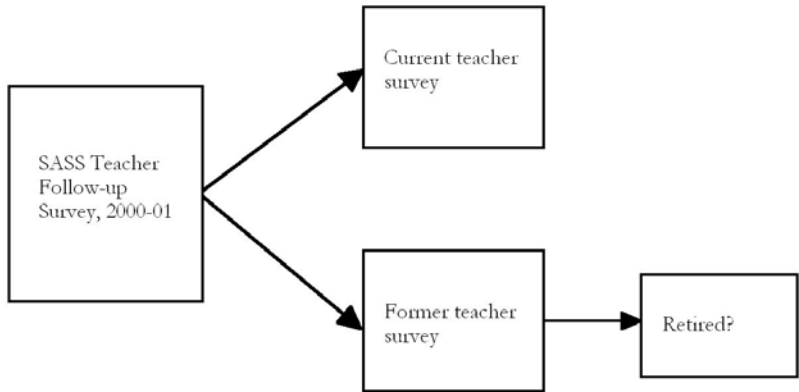 SASS Teacher
Follow-up
Survey, 2000-01
Current teacher
survey
Former teacher
survey
Retired?